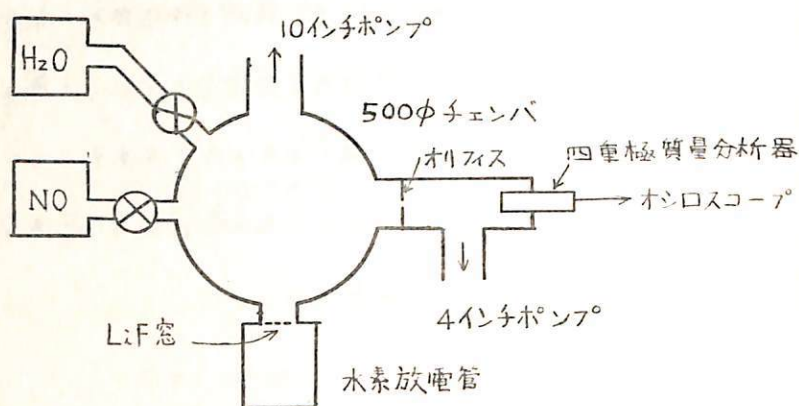 10インチポンプ
H₂O
500φチェンバ
オリフィス
四重極質量分析器
NO
オシロスコープ
4インチポンプ
LiF窓
水素放電管